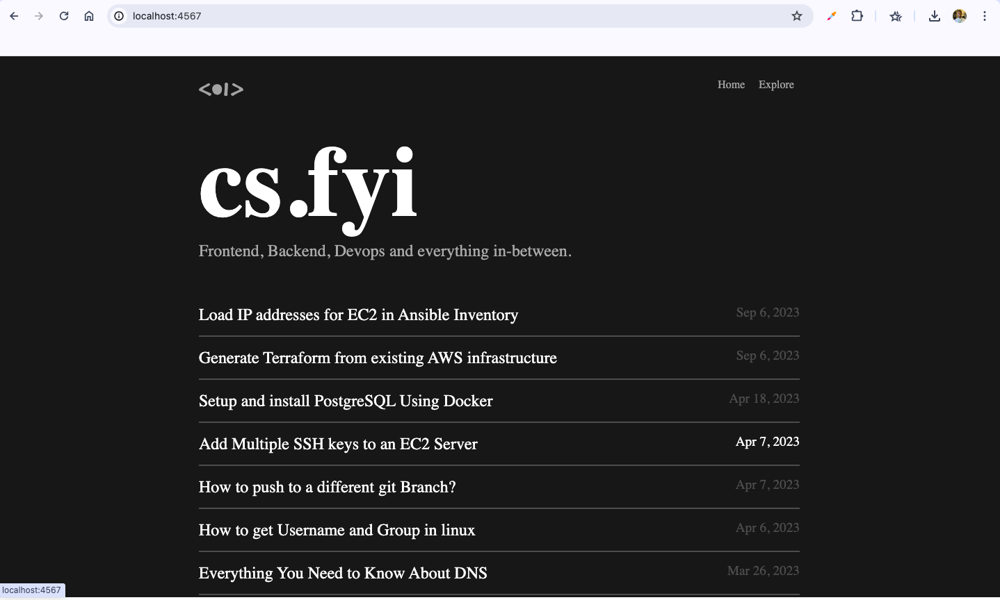 localhost:4567
<●|>
Home Explore
cs.fyi
Frontend, Backend, Devops and everything in-between.
Load IP addresses for EC2 in Ansible Inventory Sep 6, 2023
Generate Terraform from existing AWS infrastructure Sep 6, 2023
Setup and install PostgreSQL Using Docker Apr 18, 2023
Add Multiple SSH keys to an EC2 Server Apr 7, 2023
How to push to a different git Branch? Apr 7, 2023
How to get Username and Group in linux Apr 6, 2023
Everything You Need to Know About DNS Mar 26, 2023
localhost:4567